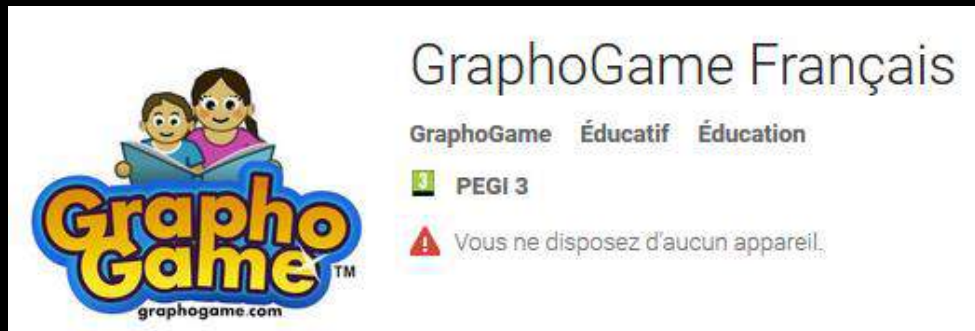 GraphoGame Français
GraphoGame Éducatif Éducation
3 PEGI 3
Vous ne disposez d'aucun appareil.
Grapho
Game TM
graphogame.com